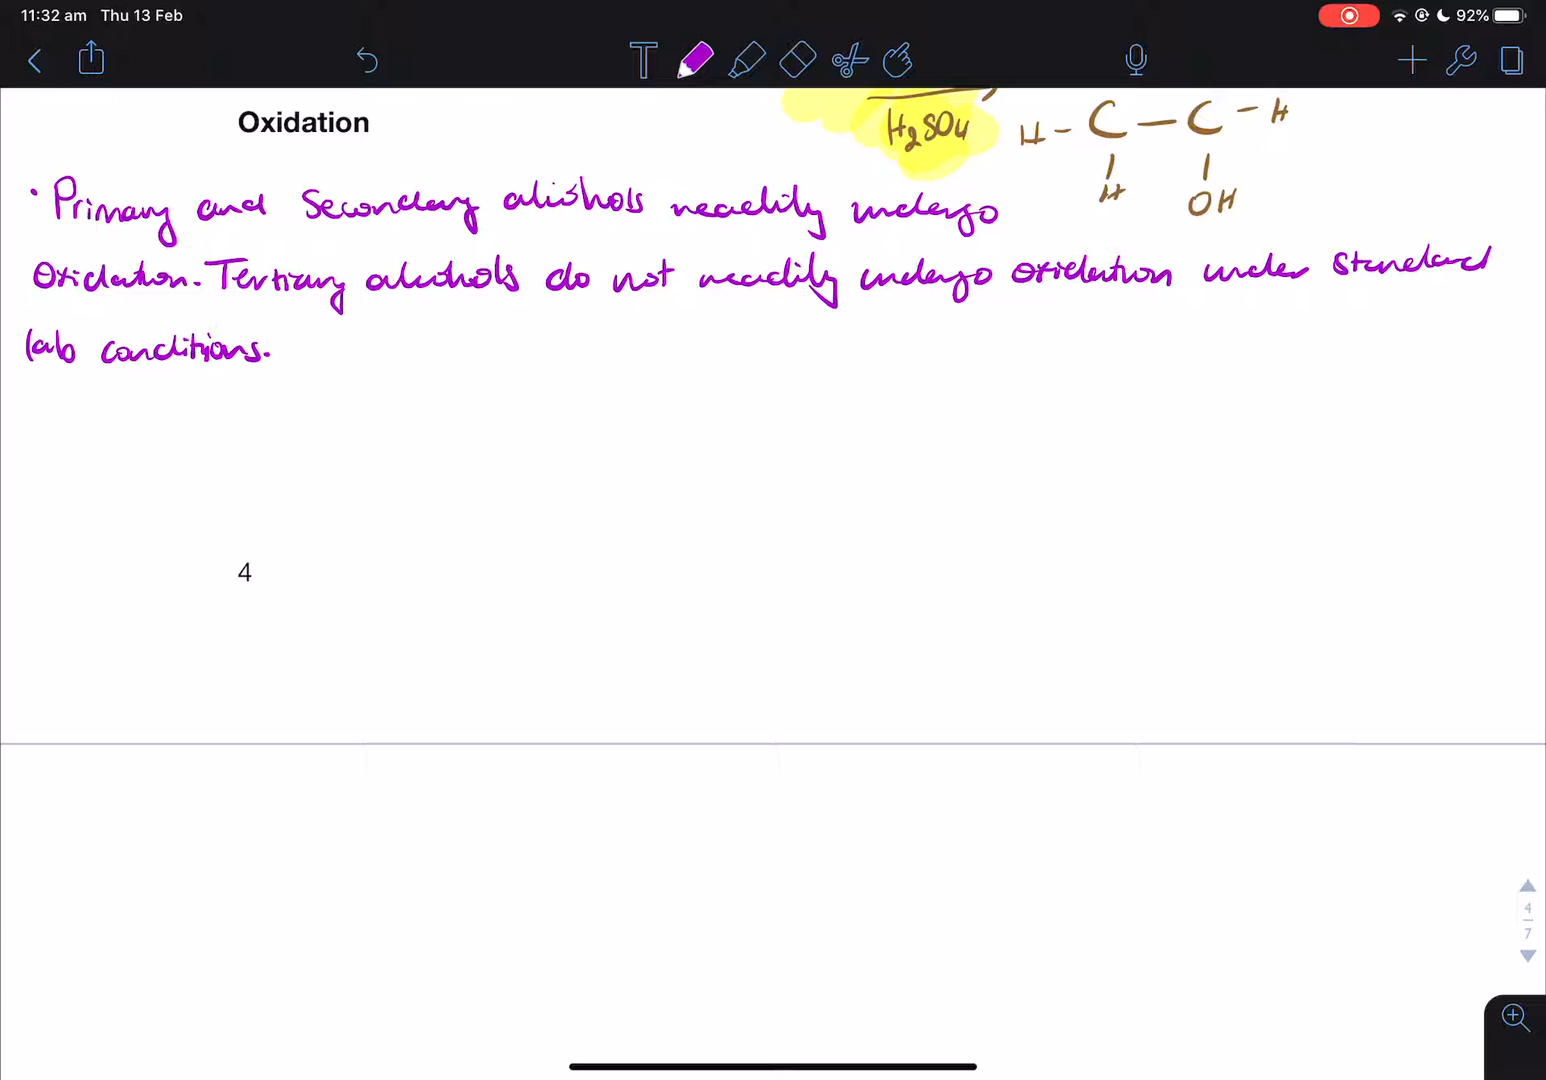 11:32 am Thu 13 Feb
92%
T
Oxidation
H₂SO₄
H - C — C - H
H OH
• Primary and Secondary alcohols readily undergo
Oxidation. Tertiary alcohols do not readily undergo oxidation under standard
lab conditions.
4
4
7